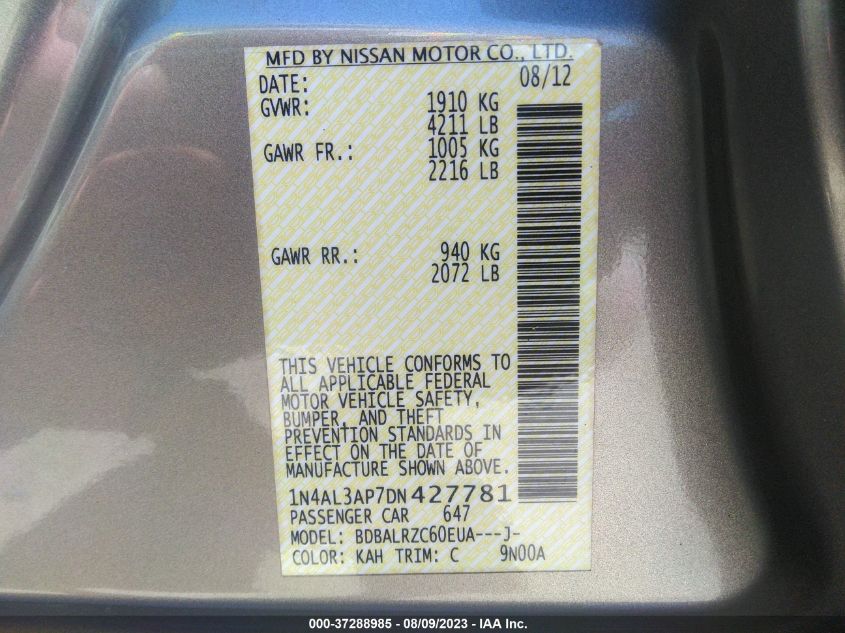 MFD BY NISSAN MOTOR CO., LTD.
DATE: 08/12
GVWR: 1910 KG
4211 LB
GAWR FR.: 1005 KG
2216 LB
GAWR RR.: 940 KG
2072 LB
THIS VEHICLE CONFORMS TO
ALL APPLICABLE FEDERAL
MOTOR VEHICLE SAFETY,
BUMPER, AND THEFT
PREVENTION STANDARDS IN
EFFECT ON THE DATE OF
MANUFACTURE SHOWN ABOVE.
1N4AL3AP7DN427781
PASSENGER CAR 647
MODEL: BDBALRZC60EUA---J-
COLOR: KAH TRIM: C 9N00A
000-37288985 - 08/09/2023 - IAA Inc.